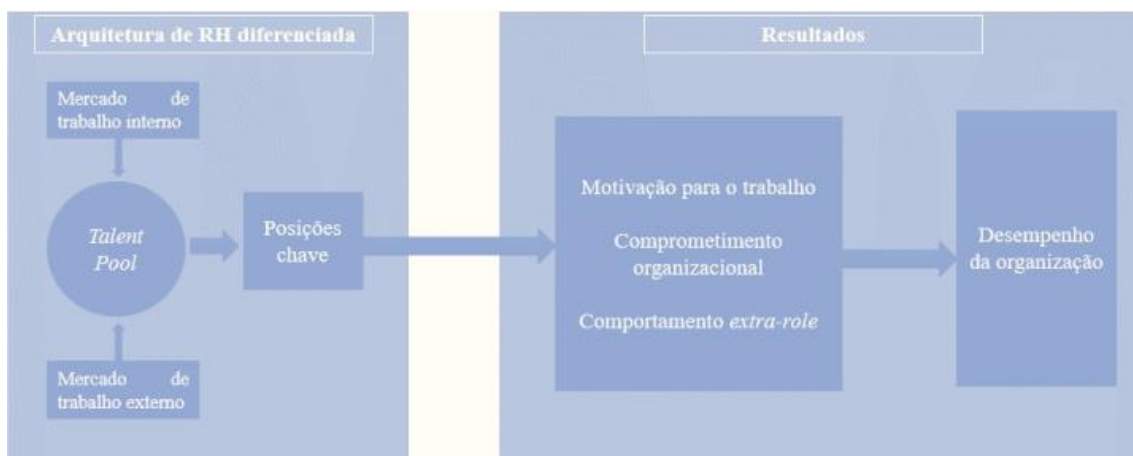 Arquitetura de RH diferenciada
Mercado de
trabalho interno
Talent
Pool
Posições
chave
Mercado de
trabalho externo
Resultados
Motivação para o trabalho
Comprometimento
organizacional
Comportamento extra-role
Desempenho
da organização